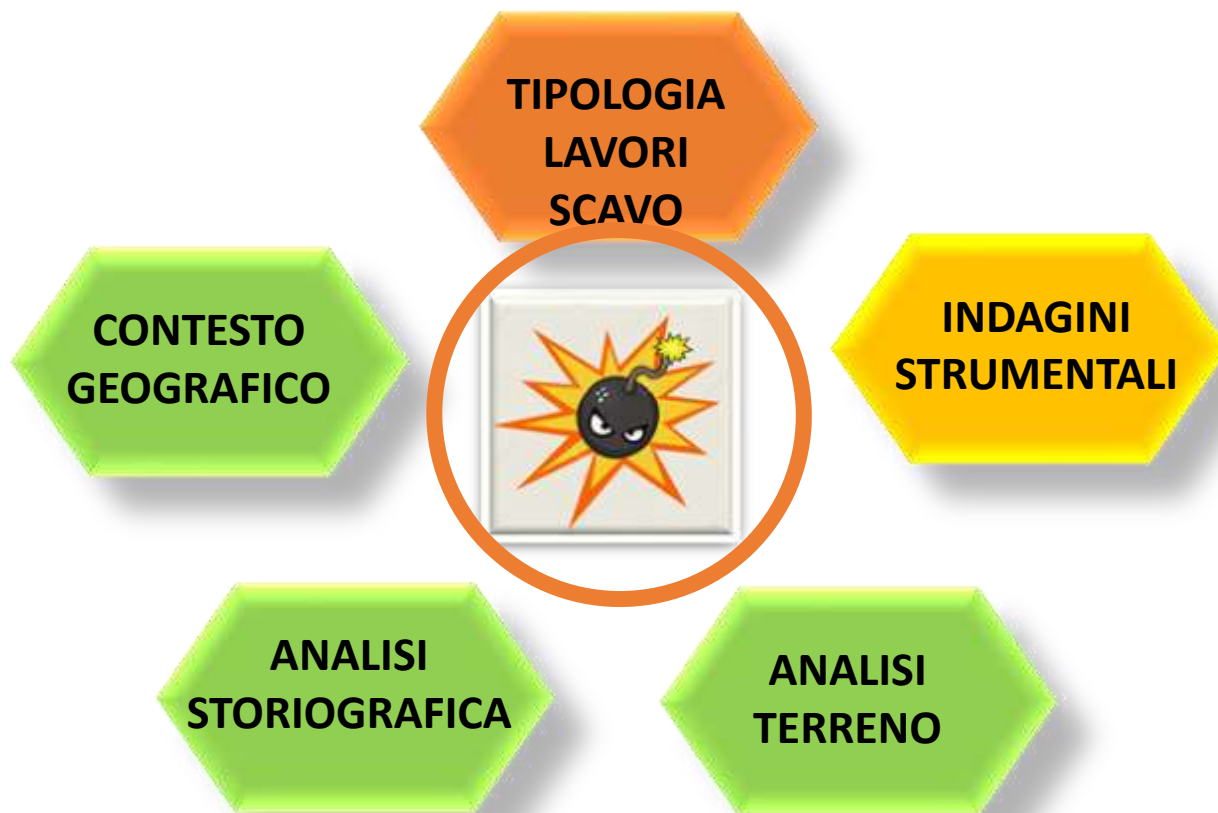 TIPOLOGIA
LAVORI
SCAVO
CONTESTO
GEOGRAFICO
INDAGINI
STRUMENTALI
ANALISI
STORIOGRAFICA
ANALISI
TERRENO